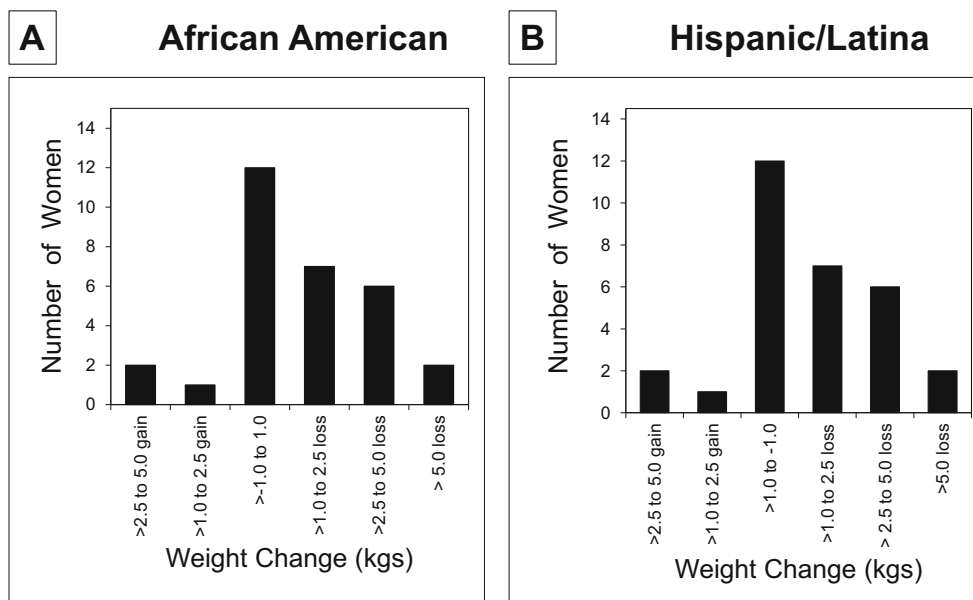 A African American
Number of Women
14
12
10
8
6
4
2
0
>2.5 to 5.0 gain
>1.0 to 2.5 gain
>-1.0 to 1.0
>1.0 to 2.5 loss
>2.5 to 5.0 loss
> 5.0 loss
Weight Change (kgs)
B Hispanic/Latina
Number of Women
14
12
10
8
6
4
2
0
>2.5 to 5.0 gain
>1.0 to 2.5 gain
>1.0 to -1.0
>1.0 to 2.5 loss
> 2.5 to 5.0 loss
>5.0 loss
Weight Change (kgs)